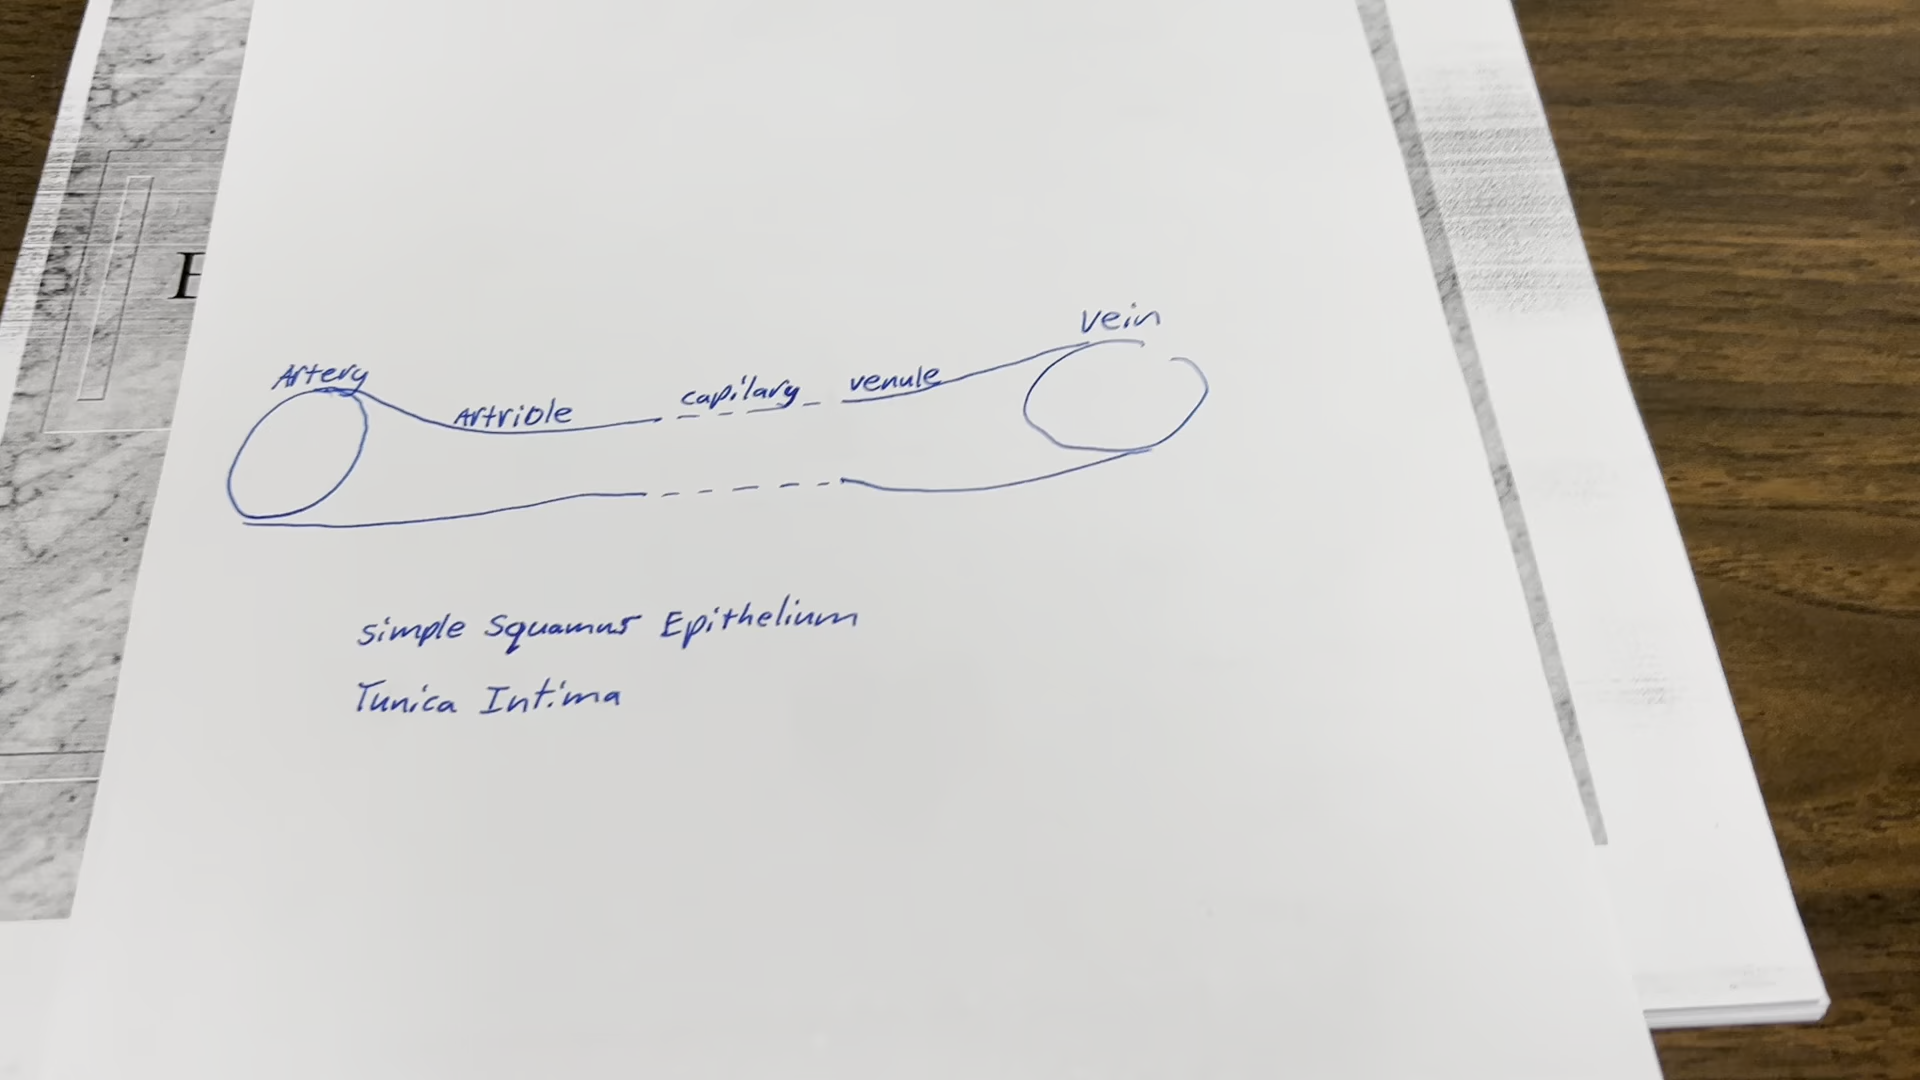 Vein
Artery
Artriole
capilary
venule
E
simple Squamus Epithelium
Tunica Intima